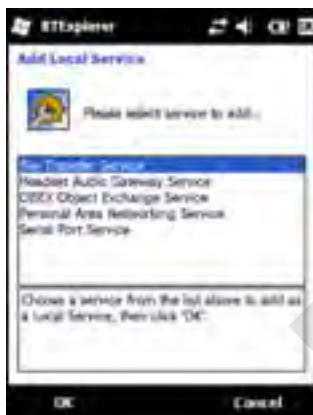 BTExplorer
Add Local Service
Please select service to add...
File Transfer Service
Headset Audio Gateway Service
OBEX Object Exchange Service
Personal Area Networking Service
Serial Port Service
Choose a service from the list above to add as
a Local Service, then click "OK"
OK Cancel